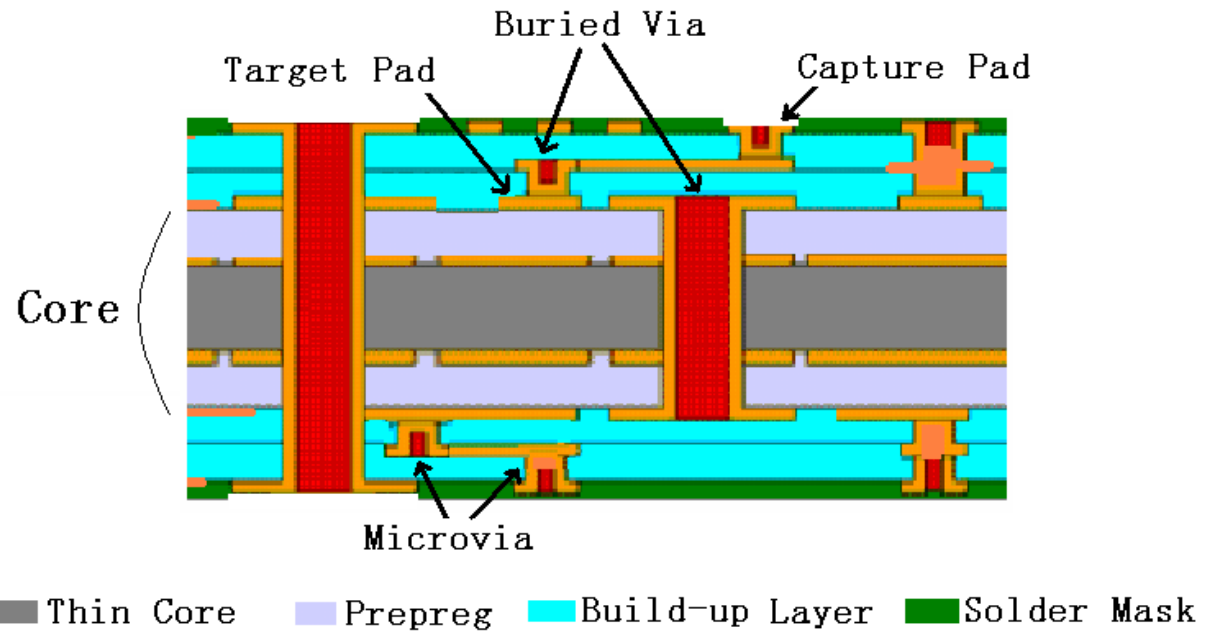 Buried Via
Target Pad
Capture Pad
Core
Microvia
Thin Core
Prepreg
Build-up Layer
Solder Mask